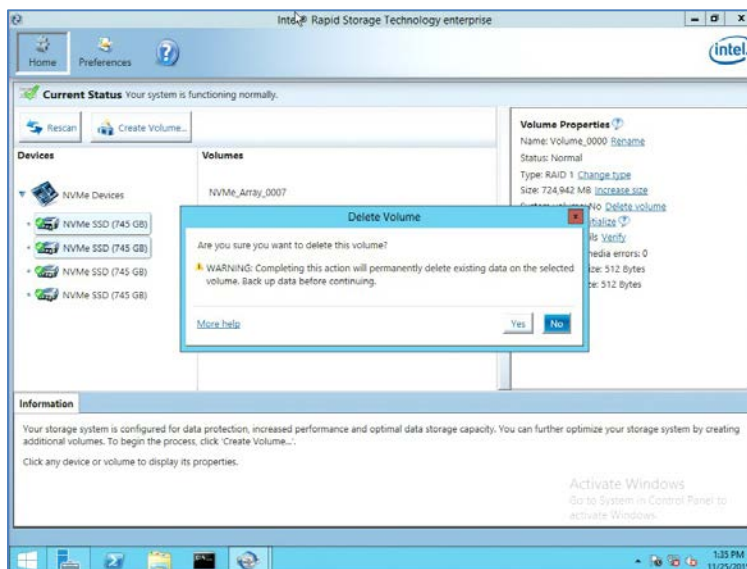 Intel® Rapid Storage Technology enterprise
Home
Preferences
intel
Current Status Your system is functioning normally.
Rescan
Create Volume...
Devices
NVMe Devices
NVMe SSD (745 GB)
NVMe SSD (745 GB)
NVMe SSD (745 GB)
NVMe SSD (745 GB)
Volumes
NVMe_Array_0007
Volume Properties
Name: Volume_0000 Rename
Status: Normal
Type: RAID 1 Change type
Size: 724,942 MB Increase size
No Delete volume
Verify
media errors: 0
512 Bytes
512 Bytes
Delete Volume
Are you sure you want to delete this volume?
WARNING: Completing this action will permanently delete existing data on the selected
volume. Back up data before continuing.
More help
Yes
No
Information
Your storage system is configured for data protection, increased performance and optimal data storage capacity. You can further optimize your storage system by creating
additional volumes. To begin the process, click 'Create Volume...'.
Click any device or volume to display its properties.
Activate Windows
Go to System in Control Panel to
activate Windows.
1:35 PM